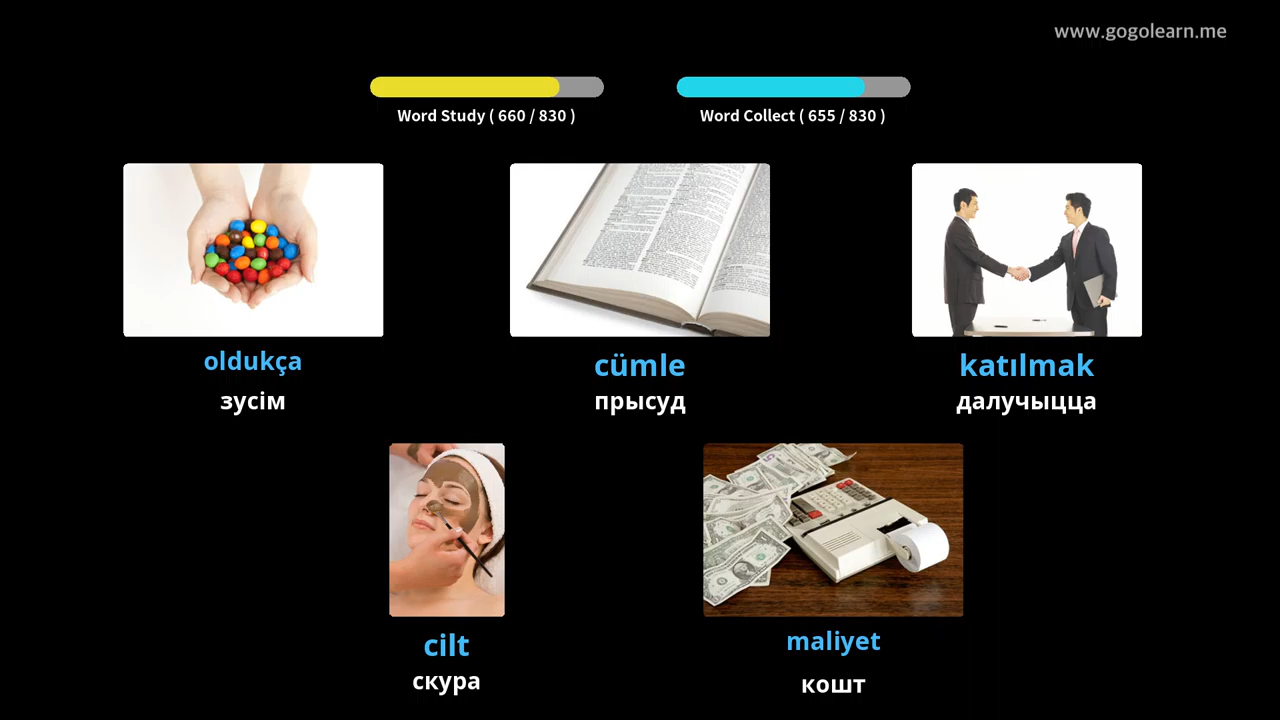 www.gogolearn.me
Word Study ( 660 / 830 )
Word Collect ( 655 / 830 )
oldukça
зусім
cümle
прысуд
katılmak
далучыцца
cilt
скура
maliyet
кошт